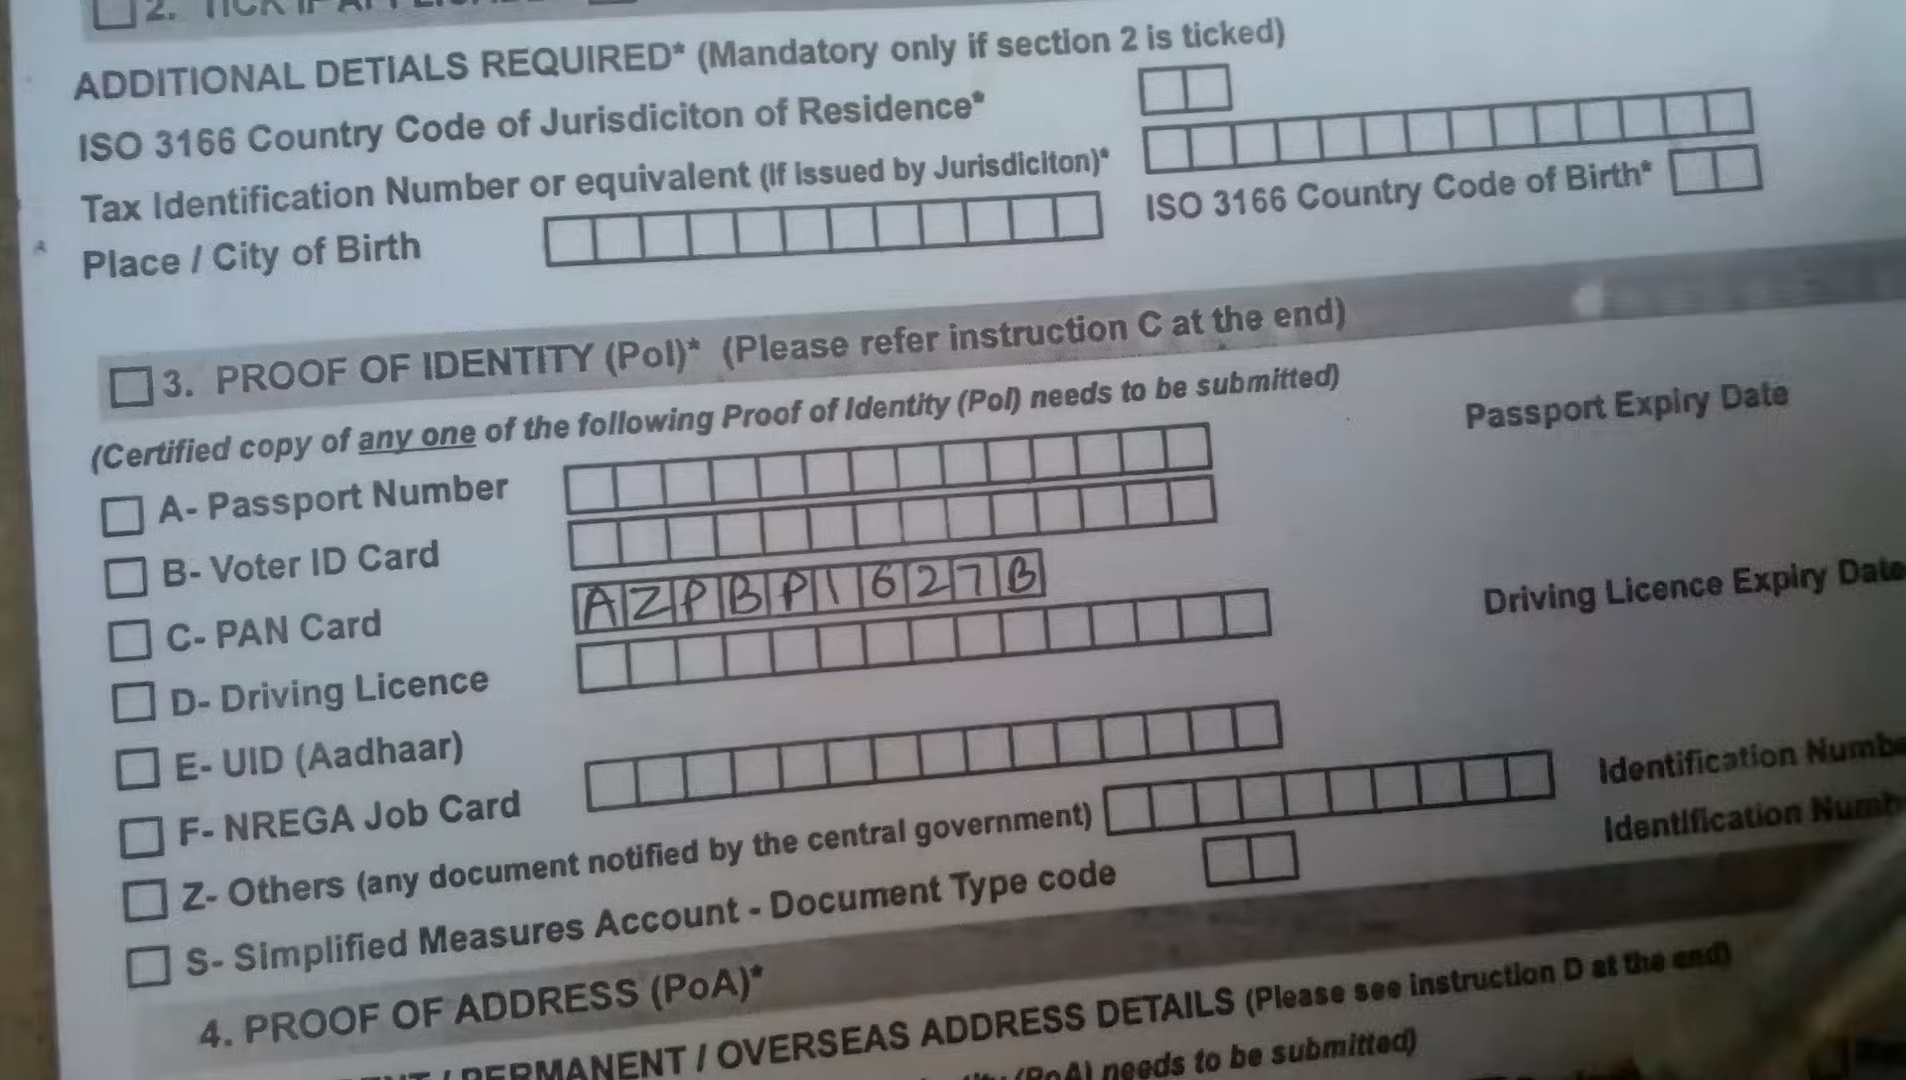 2. TICK IF
ADDITIONAL DETIALS REQUIRED* (Mandatory only if section 2 is ticked)
ISO 3166 Country Code of Jurisdiciton of Residence*
Tax Identification Number or equivalent (If issued by Jurisdiciton)*
Place / City of Birth
ISO 3166 Country Code of Birth*
3. PROOF OF IDENTITY (PoI)* (Please refer instruction C at the end)
(Certified copy of any one of the following Proof of Identity (PoI) needs to be submitted)
A- Passport Number
Passport Expiry Date
B- Voter ID Card
C- PAN Card AZPBP1627B
D- Driving Licence
Driving Licence Expiry Date
E- UID (Aadhaar)
F- NREGA Job Card
Z- Others (any document notified by the central government)
Identification
S- Simplified Measures Account - Document Type code
Identification
4. PROOF OF ADDRESS (PoA)*
/ PERMANENT / OVERSEAS ADDRESS DETAILS (Please see instruction D at the end)
(PoA) needs to be submitted)